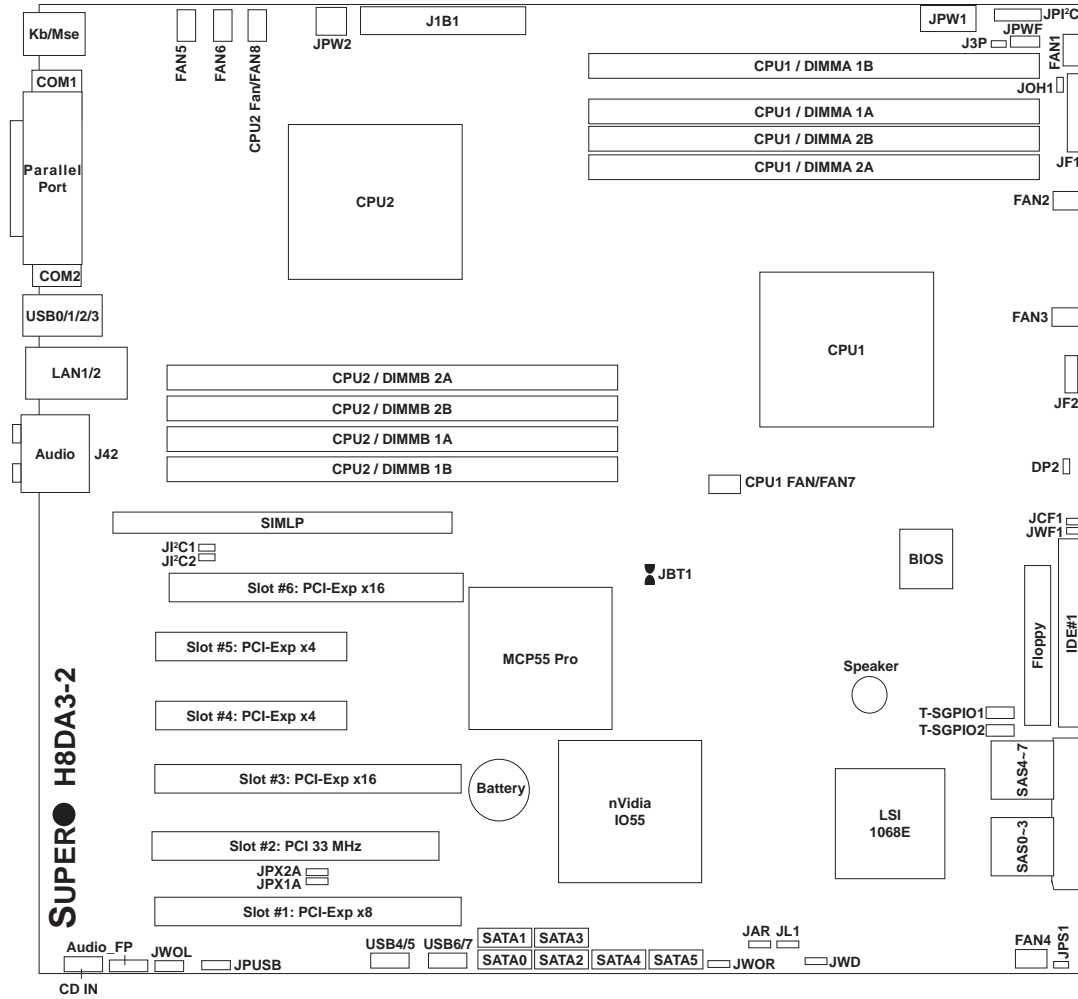 Kb/Mse
FAN5
FAN6
CPU2 Fan/FAN8
JPW2
J1B1
JPW1
JPI²C
JPWF
J3P
FAN1
COM1
CPU1 / DIMMA 1B
JOH1
CPU1 / DIMMA 1A
CPU1 / DIMMA 2B
CPU1 / DIMMA 2A
JF1
Parallel
Port
CPU2
FAN2
COM2
USB0/1/2/3
FAN3
LAN1/2
CPU1
CPU2 / DIMMB 2A
CPU2 / DIMMB 2B
JF2
CPU2 / DIMMB 1A
Audio
J42
CPU2 / DIMMB 1B
DP2
CPU1 FAN/FAN7
SIMLP
JCF1
JWF1
JI²C1
JI²C2
BIOS
JBT1
Slot #6: PCI-Exp x16
Slot #5: PCI-Exp x4
MCP55 Pro
Floppy
IDE#1
Speaker
Slot #4: PCI-Exp x4
T-SGPIO1
T-SGPIO2
Slot #3: PCI-Exp x16
Battery
nVidia
IO55
SAS4~7
LSI
1068E
SAS0~3
Slot #2: PCI 33 MHz
JPX2A
JPX1A
Slot #1: PCI-Exp x8
SUPER H8DA3-2
Audio_FP
JWOL
JPUSB
CD IN
USB4/5
USB6/7
SATA1
SATA3
SATA0
SATA2
SATA4
SATA5
JAR
JL1
JWOR
JWD
FAN4
JPS1